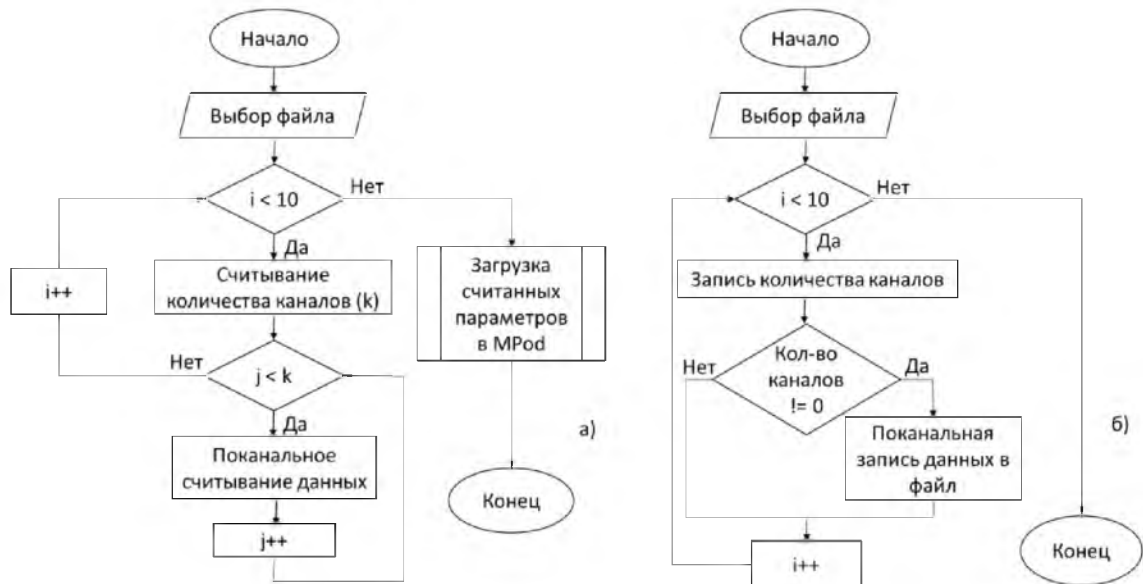 Начало
Выбор файла
i < 10
Нет
Да
Считывание
количества каналов (k)
i++
Загрузка
считанных
параметров
в MPod
Нет
j < k
Да
Поканальное
считывание данных
j++
Конец
а)
Начало
Выбор файла
i < 10
Нет
Да
Запись количества каналов
Нет
Кол-во
каналов
!= 0
Да
Поканальная
запись данных в
файл
i++
Конец
б)